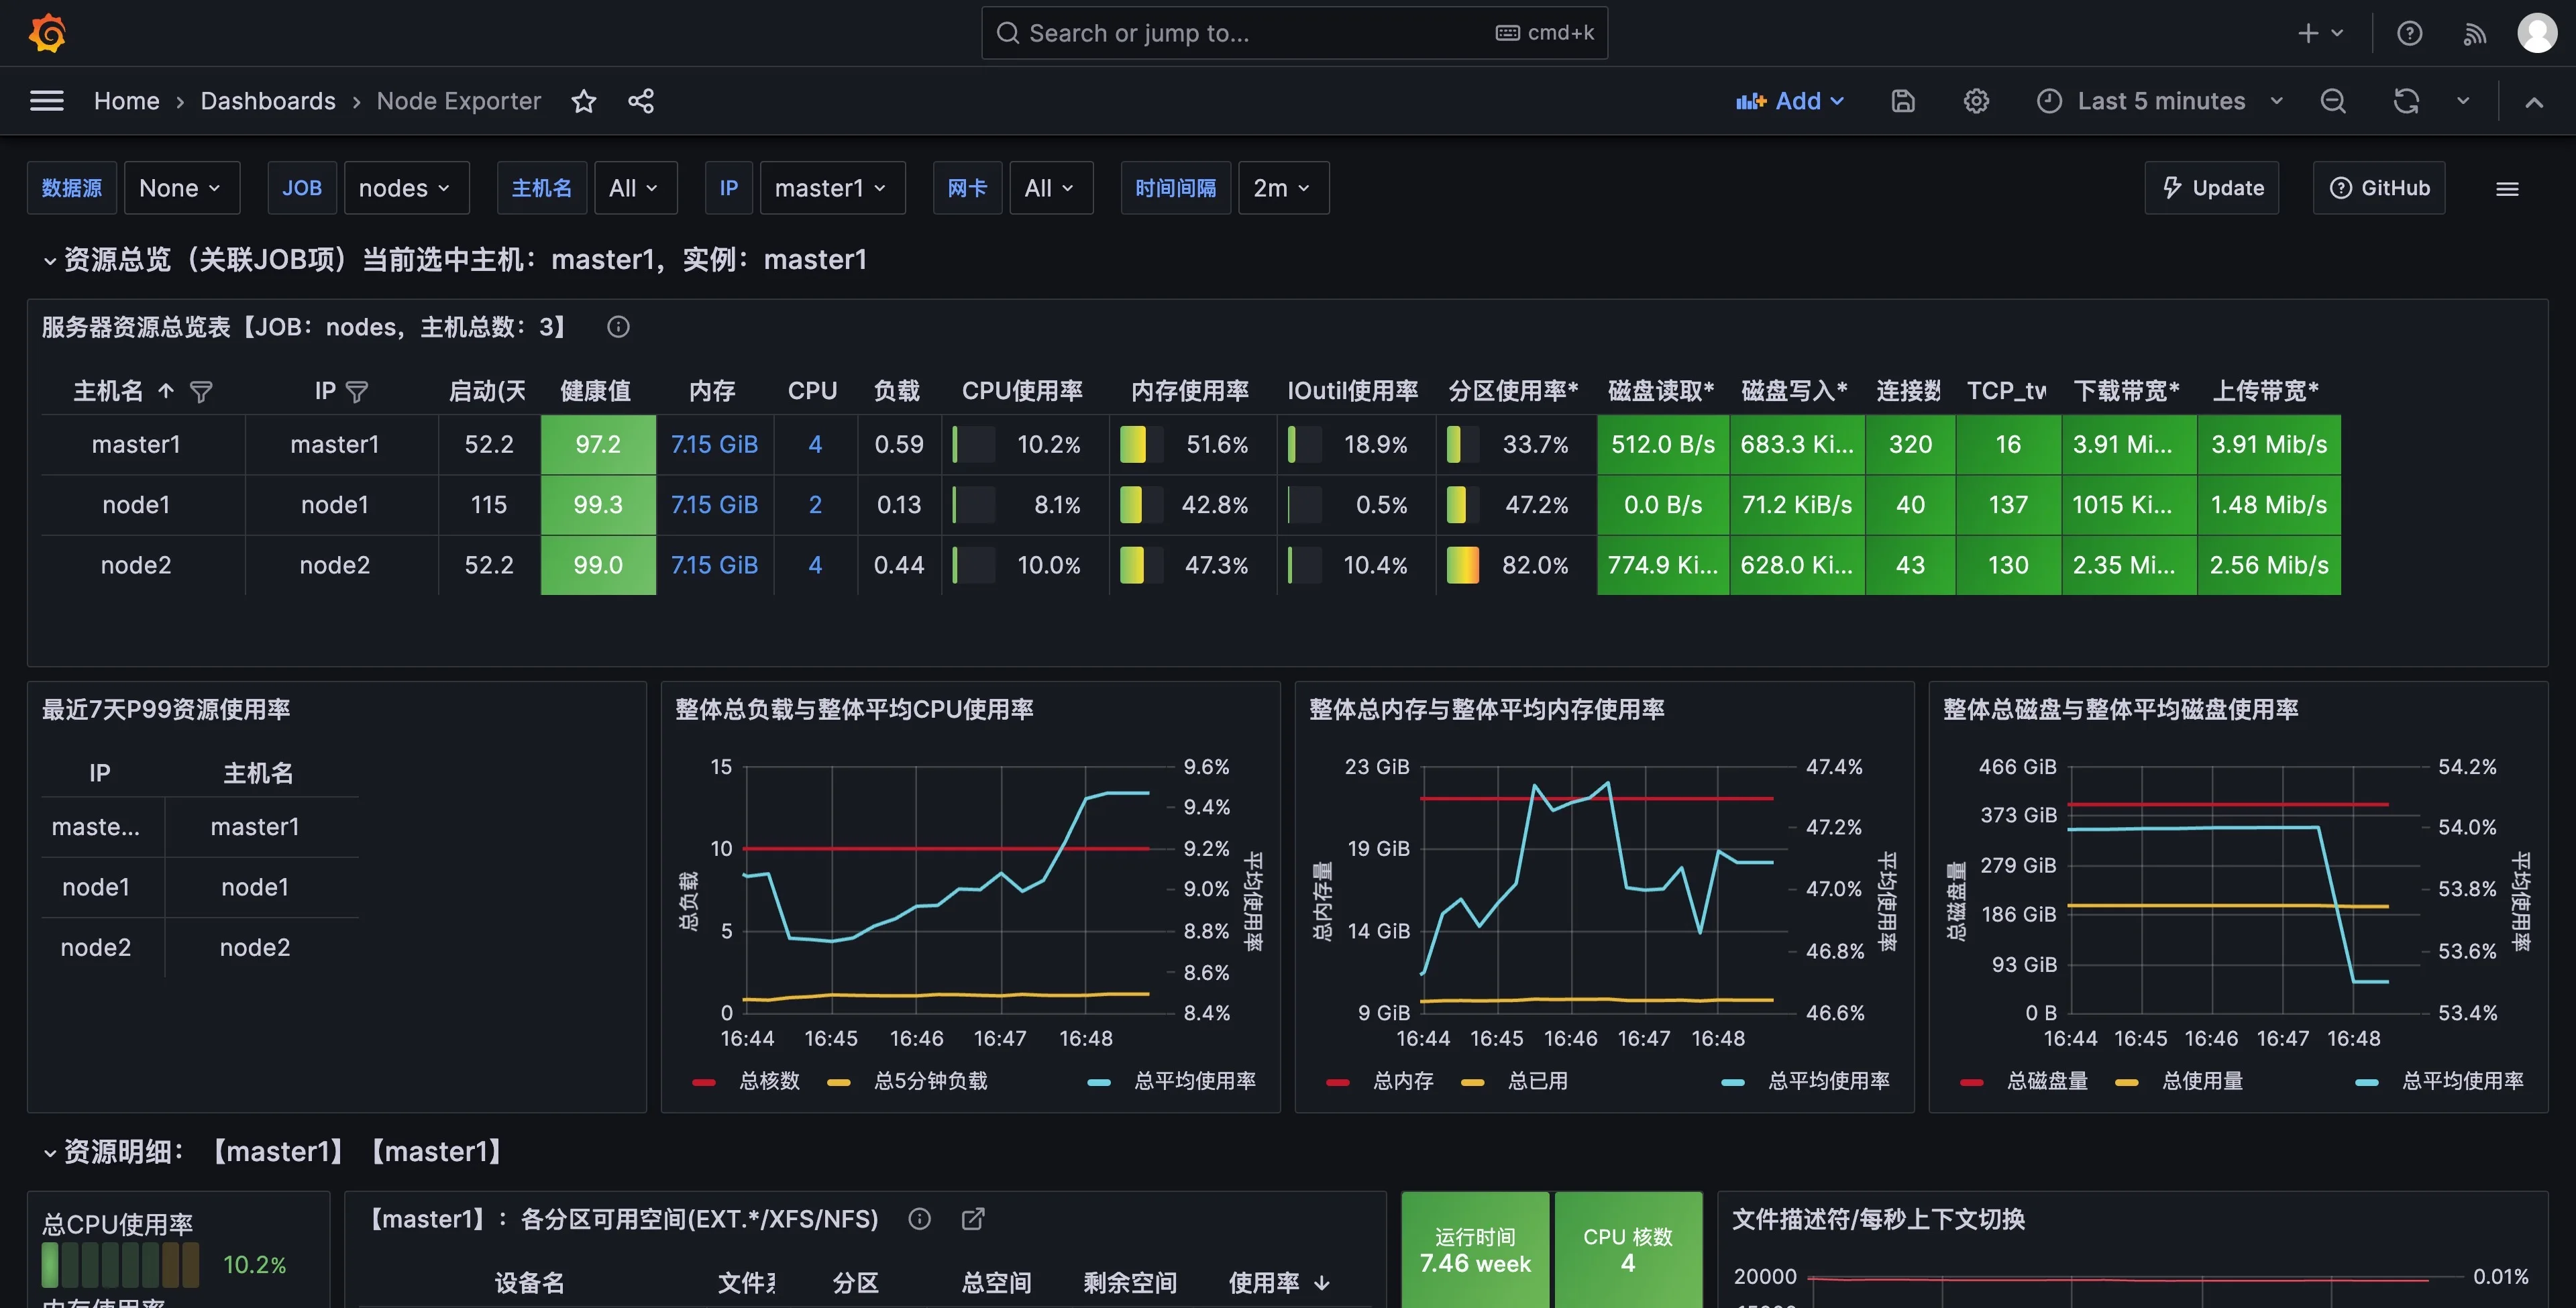 Search or jump to... cmd+k
Home › Dashboards › Node Exporter Add Last 5 minutes
数据源 None JOB nodes 主机名 All IP master1 网卡 All 时间间隔 2m Update GitHub
资源总览（关联JOB项）当前选中主机：master1，实例：master1
服务器资源总览表【JOB：nodes，主机总数：3】
主机名 IP 启动(天 健康值 内存 CPU 负载 CPU使用率 内存使用率 IOutil使用率 分区使用率* 磁盘读取* 磁盘写入* 连接数 TCP_tw 下载带宽* 上传带宽*
master1 master1 52.2 97.2 7.15 GiB 4 0.59 10.2% 51.6% 18.9% 33.7% 512.0 B/s 683.3 Ki... 320 16 3.91 Mi... 3.91 Mib/s
node1 node1 115 99.3 7.15 GiB 2 0.13 8.1% 42.8% 0.5% 47.2% 0.0 B/s 71.2 KiB/s 40 137 1015 Ki... 1.48 Mib/s
node2 node2 52.2 99.0 7.15 GiB 4 0.44 10.0% 47.3% 10.4% 82.0% 774.9 Ki... 628.0 Ki... 43 130 2.35 Mi... 2.56 Mib/s
最近7天P99资源使用率
IP 主机名
maste... master1
node1 node1
node2 node2
整体总负载与整体平均CPU使用率
15
10
5
0
总负载
9.6%
9.4%
9.2%
9.0%
8.8%
8.6%
8.4%
平均使用率
16:44 16:45 16:46 16:47 16:48
总核数 总5分钟负载 总平均使用率
整体总内存与整体平均内存使用率
23 GiB
19 GiB
14 GiB
9 GiB
总内存量
47.4%
47.2%
47.0%
46.8%
46.6%
平均使用率
16:44 16:45 16:46 16:47 16:48
总内存 总已用 总平均使用率
整体总磁盘与整体平均磁盘使用率
466 GiB
373 GiB
279 GiB
186 GiB
93 GiB
0 B
总磁盘量
54.2%
54.0%
53.8%
53.6%
53.4%
平均使用率
16:44 16:45 16:46 16:47 16:48
总磁盘量 总使用量 总平均使用率
资源明细：【master1】【master1】
总CPU使用率
10.2%
内存使用率
【master1】：各分区可用空间(EXT.*/XFS/NFS)
设备名 文件系 分区 总空间 剩余空间 使用率
运行时间
7.46 week
CPU 核数
4
文件描述符/每秒上下文切换
20000 0.01%